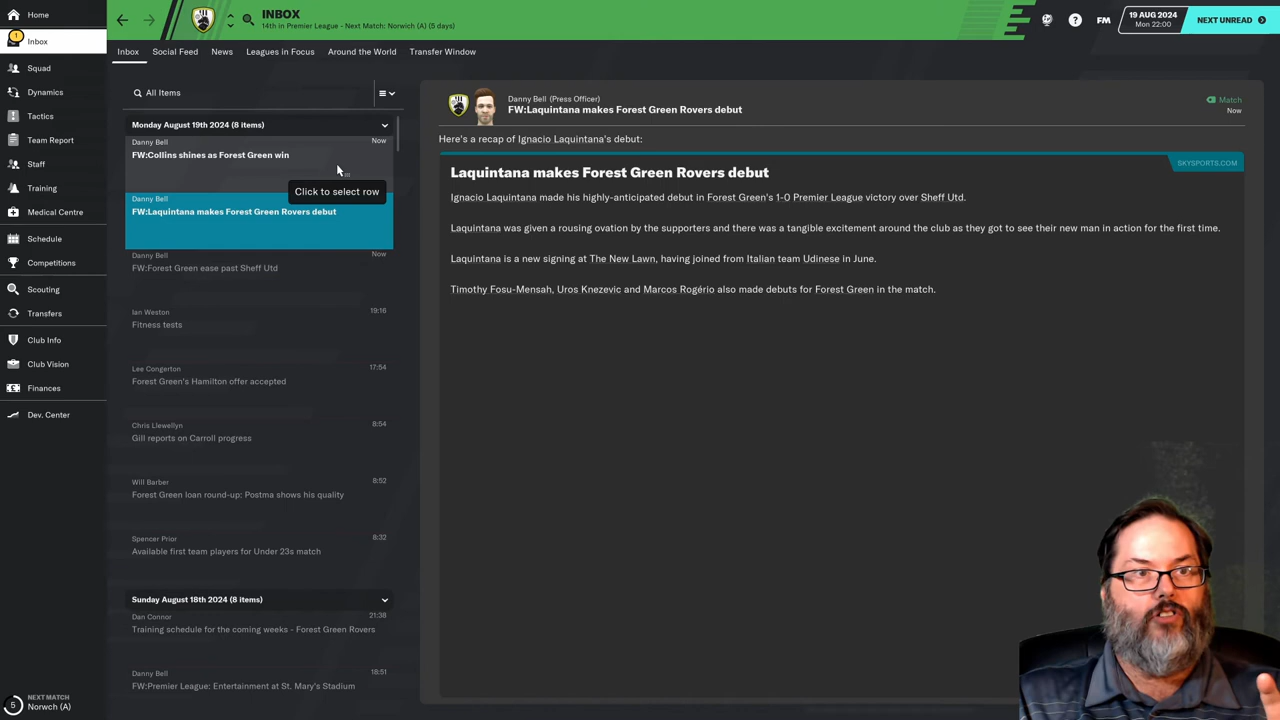 Home
Inbox
1
Squad
Dynamics
Tactics
Team Report
Staff
Training
Medical Centre
Schedule
Competitions
Scouting
Transfers
Club Info
Club Vision
Finances
Dev. Center
5
NEXT MATCH
Norwch (A)
INBOX
14th in Premier League - Next Match: Norwich (A) (5 days)
FM
19 AUG 2024
Mon 22:00
NEXT UNREAD
Inbox
Social Feed
News
Leagues in Focus
Around the World
Transfer Window
All Items
Monday August 19th 2024 (8 items)
Danny Bell
Now
FW:Collins shines as Forest Green win
Click to select row
Danny Bell
FW:Laquintana makes Forest Green Rovers debut
Danny Bell
Now
FW:Forest Green ease past Sheff Utd
Ian Weston
19:16
Fitness tests
Lee Congerton
17:54
Forest Green's Hamilton offer accepted
Chris Llewellyn
8:54
Gill reports on Carroll progress
Will Barber
8:52
Forest Green loan round-up: Postma shows his quality
Spencer Prior
8:32
Available first team players for Under 23s match
Sunday August 18th 2024 (8 items)
Dan Connor
21:38
Training schedule for the coming weeks - Forest Green Rovers
Danny Bell
18:51
FW:Premier League: Entertainment at St. Mary's Stadium
Danny Bell (Press Officer)
FW:Laquintana makes Forest Green Rovers debut
Match
Now
Here's a recap of Ignacio Laquintana's debut:
SKYSPORTS.COM
Laquintana makes Forest Green Rovers debut
Ignacio Laquintana made his highly-anticipated debut in Forest Green's 1-0 Premier League victory over Sheff Utd.
Laquintana was given a rousing ovation by the supporters and there was a tangible excitement around the club as they got to see their new man in action for the first time.
Laquintana is a new signing at The New Lawn, having joined from Italian team Udinese in June.
Timothy Fosu-Mensah, Uros Knezevic and Marcos Rogério also made debuts for Forest Green in the match.